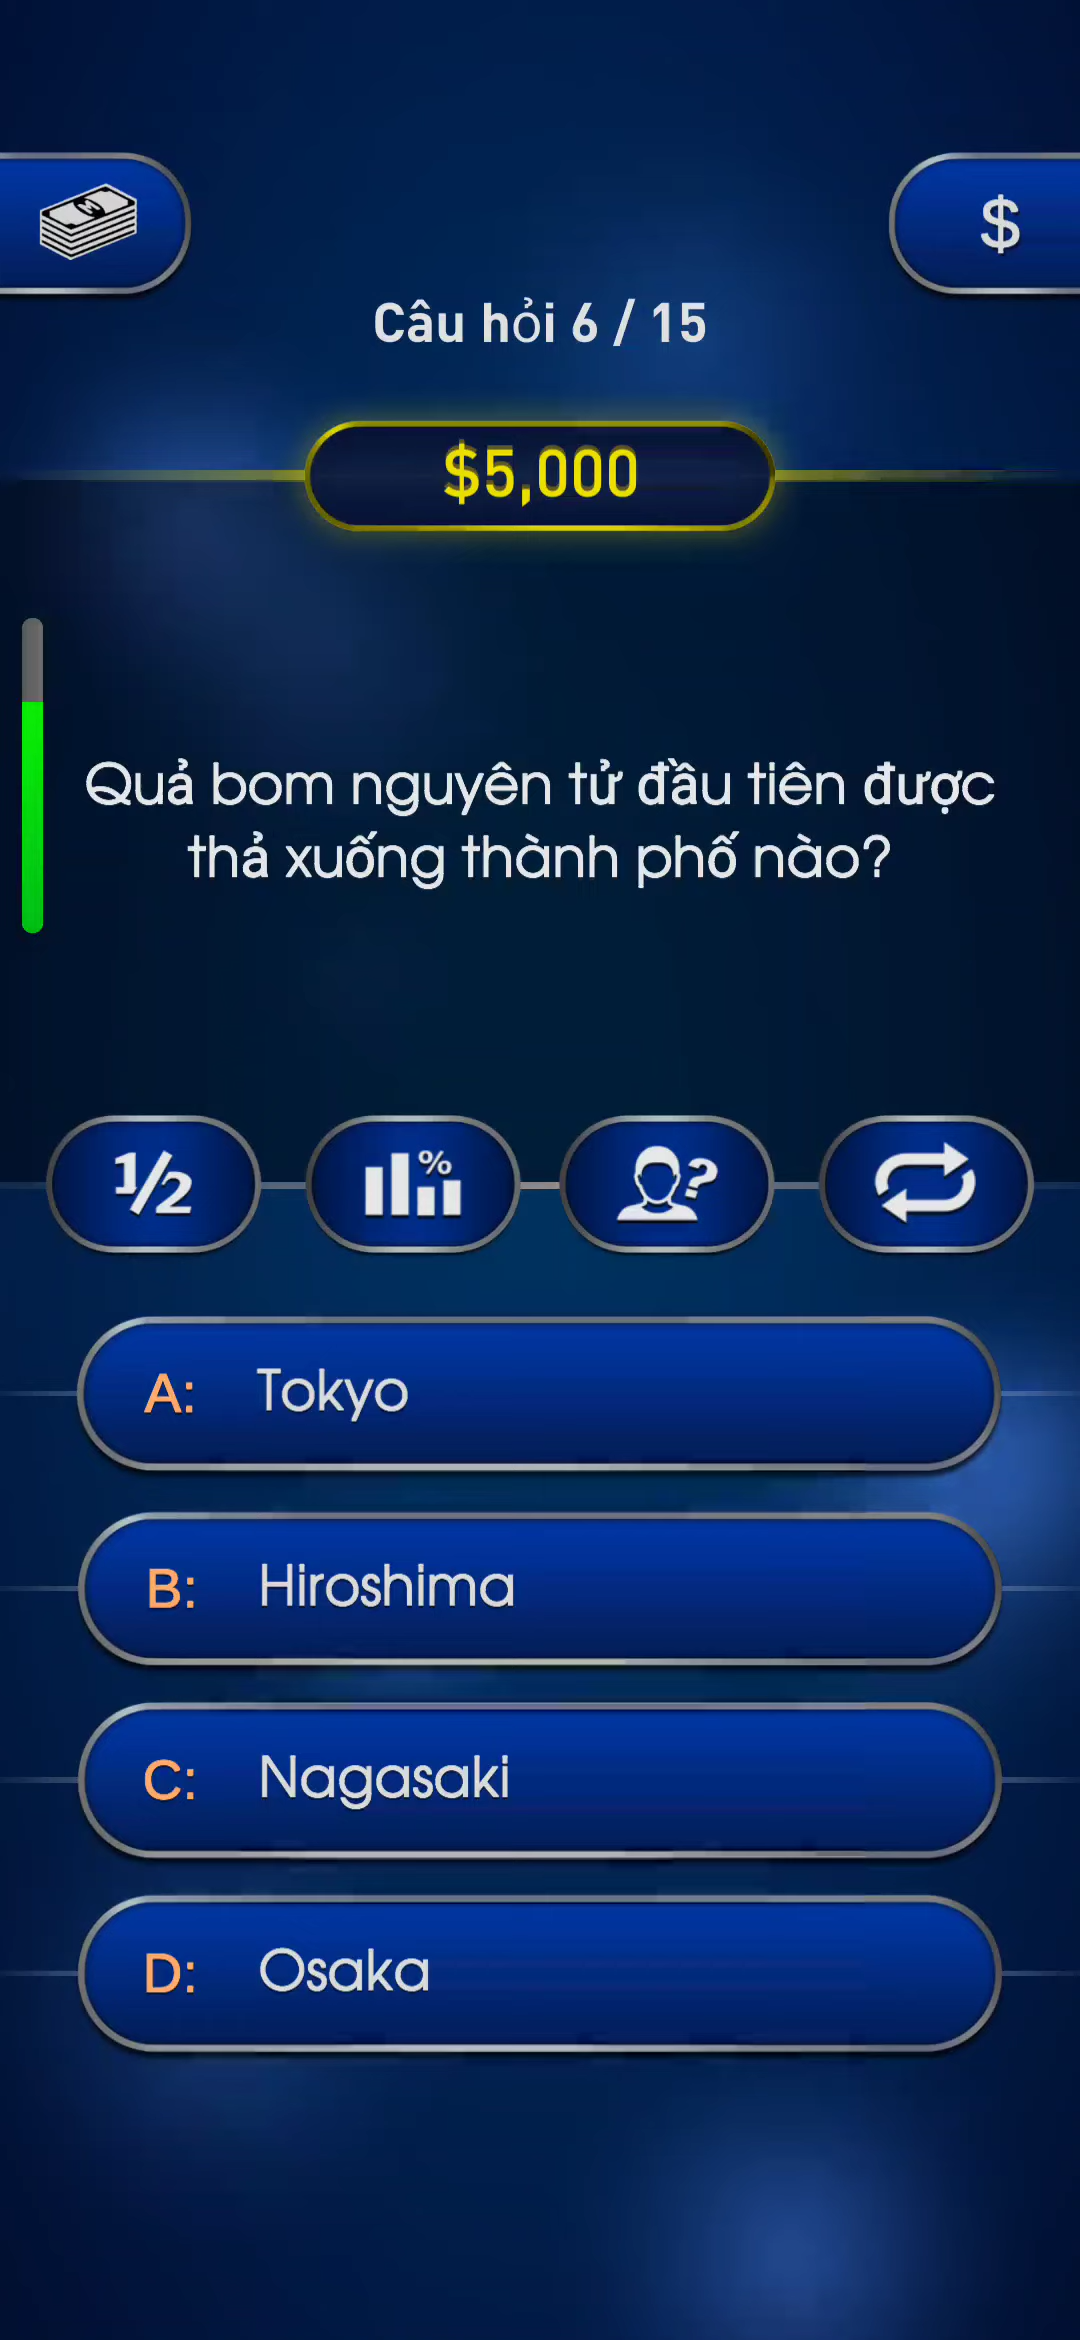 $
Câu hỏi 6 / 15
$5,000
Quả bom nguyên tử đầu tiên được
thả xuống thành phố nào?
1/2
%
?
A: Tokyo
B: Hiroshima
C: Nagasaki
D: Osaka